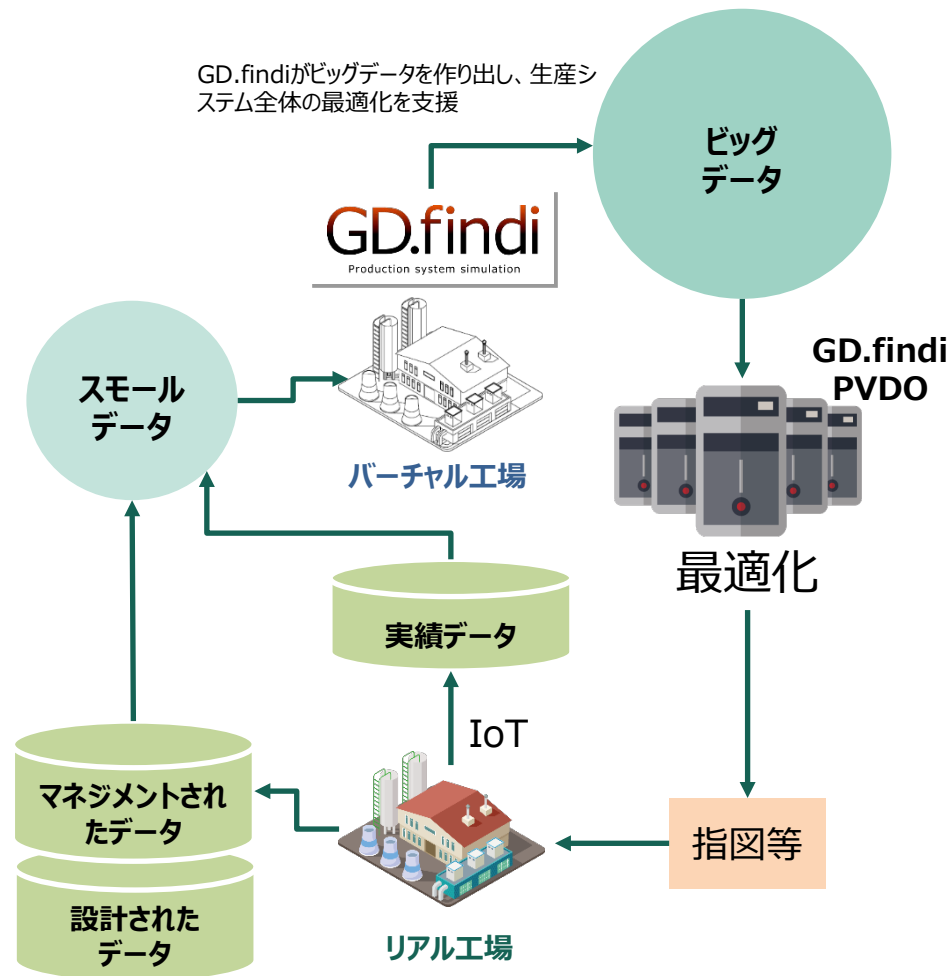 GD.findiがビッグデータを作り出し、生産シ
ステム全体の最適化を支援
ビッグ
データ
GD.findi
Production system simulation
スモール
データ
バーチャル工場
GD.findi
PVDO
最適化
実績データ
IoT
マネジメントされ
たデータ
設計された
データ
リアル工場
指図等